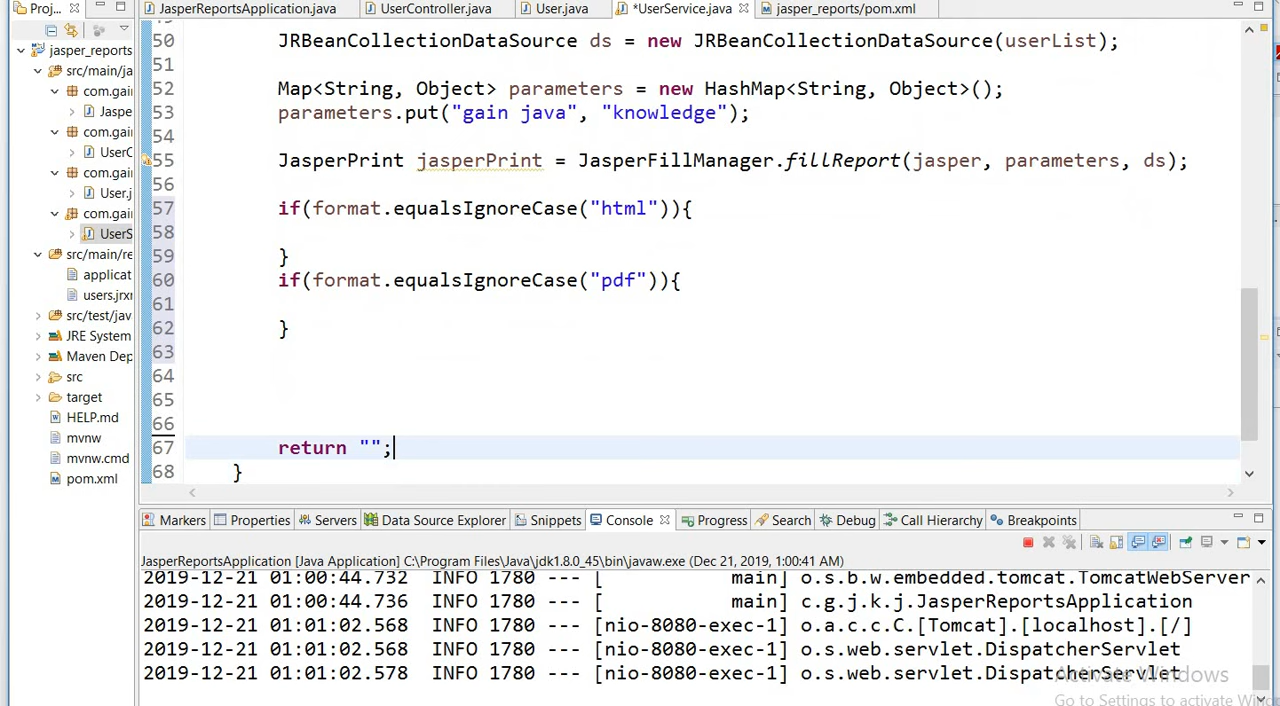 Proj...
JasperReportsApplication.java
UserController.java
User.java
*UserService.java
jasper_reports/pom.xml
jasper_reports
src/main/ja
com.gai
Jaspe
com.gai
UserC
com.gai
User.j
com.gai
UserS
src/main/re
applicat
users.jrx
src/test/jav
JRE System
Maven Dep
src
target
HELP.md
mvnw
mvnw.cmd
pom.xml
50 JRBeanCollectionDataSource ds = new JRBeanCollectionDataSource(userList);
51
52 Map<String, Object> parameters = new HashMap<String, Object>();
53 parameters.put("gain java", "knowledge");
54
55 JasperPrint jasperPrint = JasperFillManager.fillReport(jasper, parameters, ds);
56
57 if(format.equalsIgnoreCase("html")){
58
59 }
60 if(format.equalsIgnoreCase("pdf")){
61
62 }
63
64
65
66
67 return "";
68 }
Markers Properties Servers Data Source Explorer Snippets Console Progress Search Debug Call Hierarchy Breakpoints
JasperReportsApplication [Java Application] C:\Program Files\Java\jdk1.8.0_45\bin\javaw.exe (Dec 21, 2019, 1:00:41 AM)
2019-12-21 01:00:44.732 INFO 1780 --- [ main] o.s.b.w.embedded.tomcat.TomcatWebServer
2019-12-21 01:00:44.736 INFO 1780 --- [ main] c.g.j.k.j.JasperReportsApplication
2019-12-21 01:01:02.568 INFO 1780 --- [nio-8080-exec-1] o.a.c.c.C.[Tomcat].[localhost].[/]
2019-12-21 01:01:02.568 INFO 1780 --- [nio-8080-exec-1] o.s.web.servlet.DispatcherServlet
2019-12-21 01:01:02.578 INFO 1780 --- [nio-8080-exec-1] o.s.web.servlet.DispatcherServlet
Activate Windows
Go to Settings to activate Win